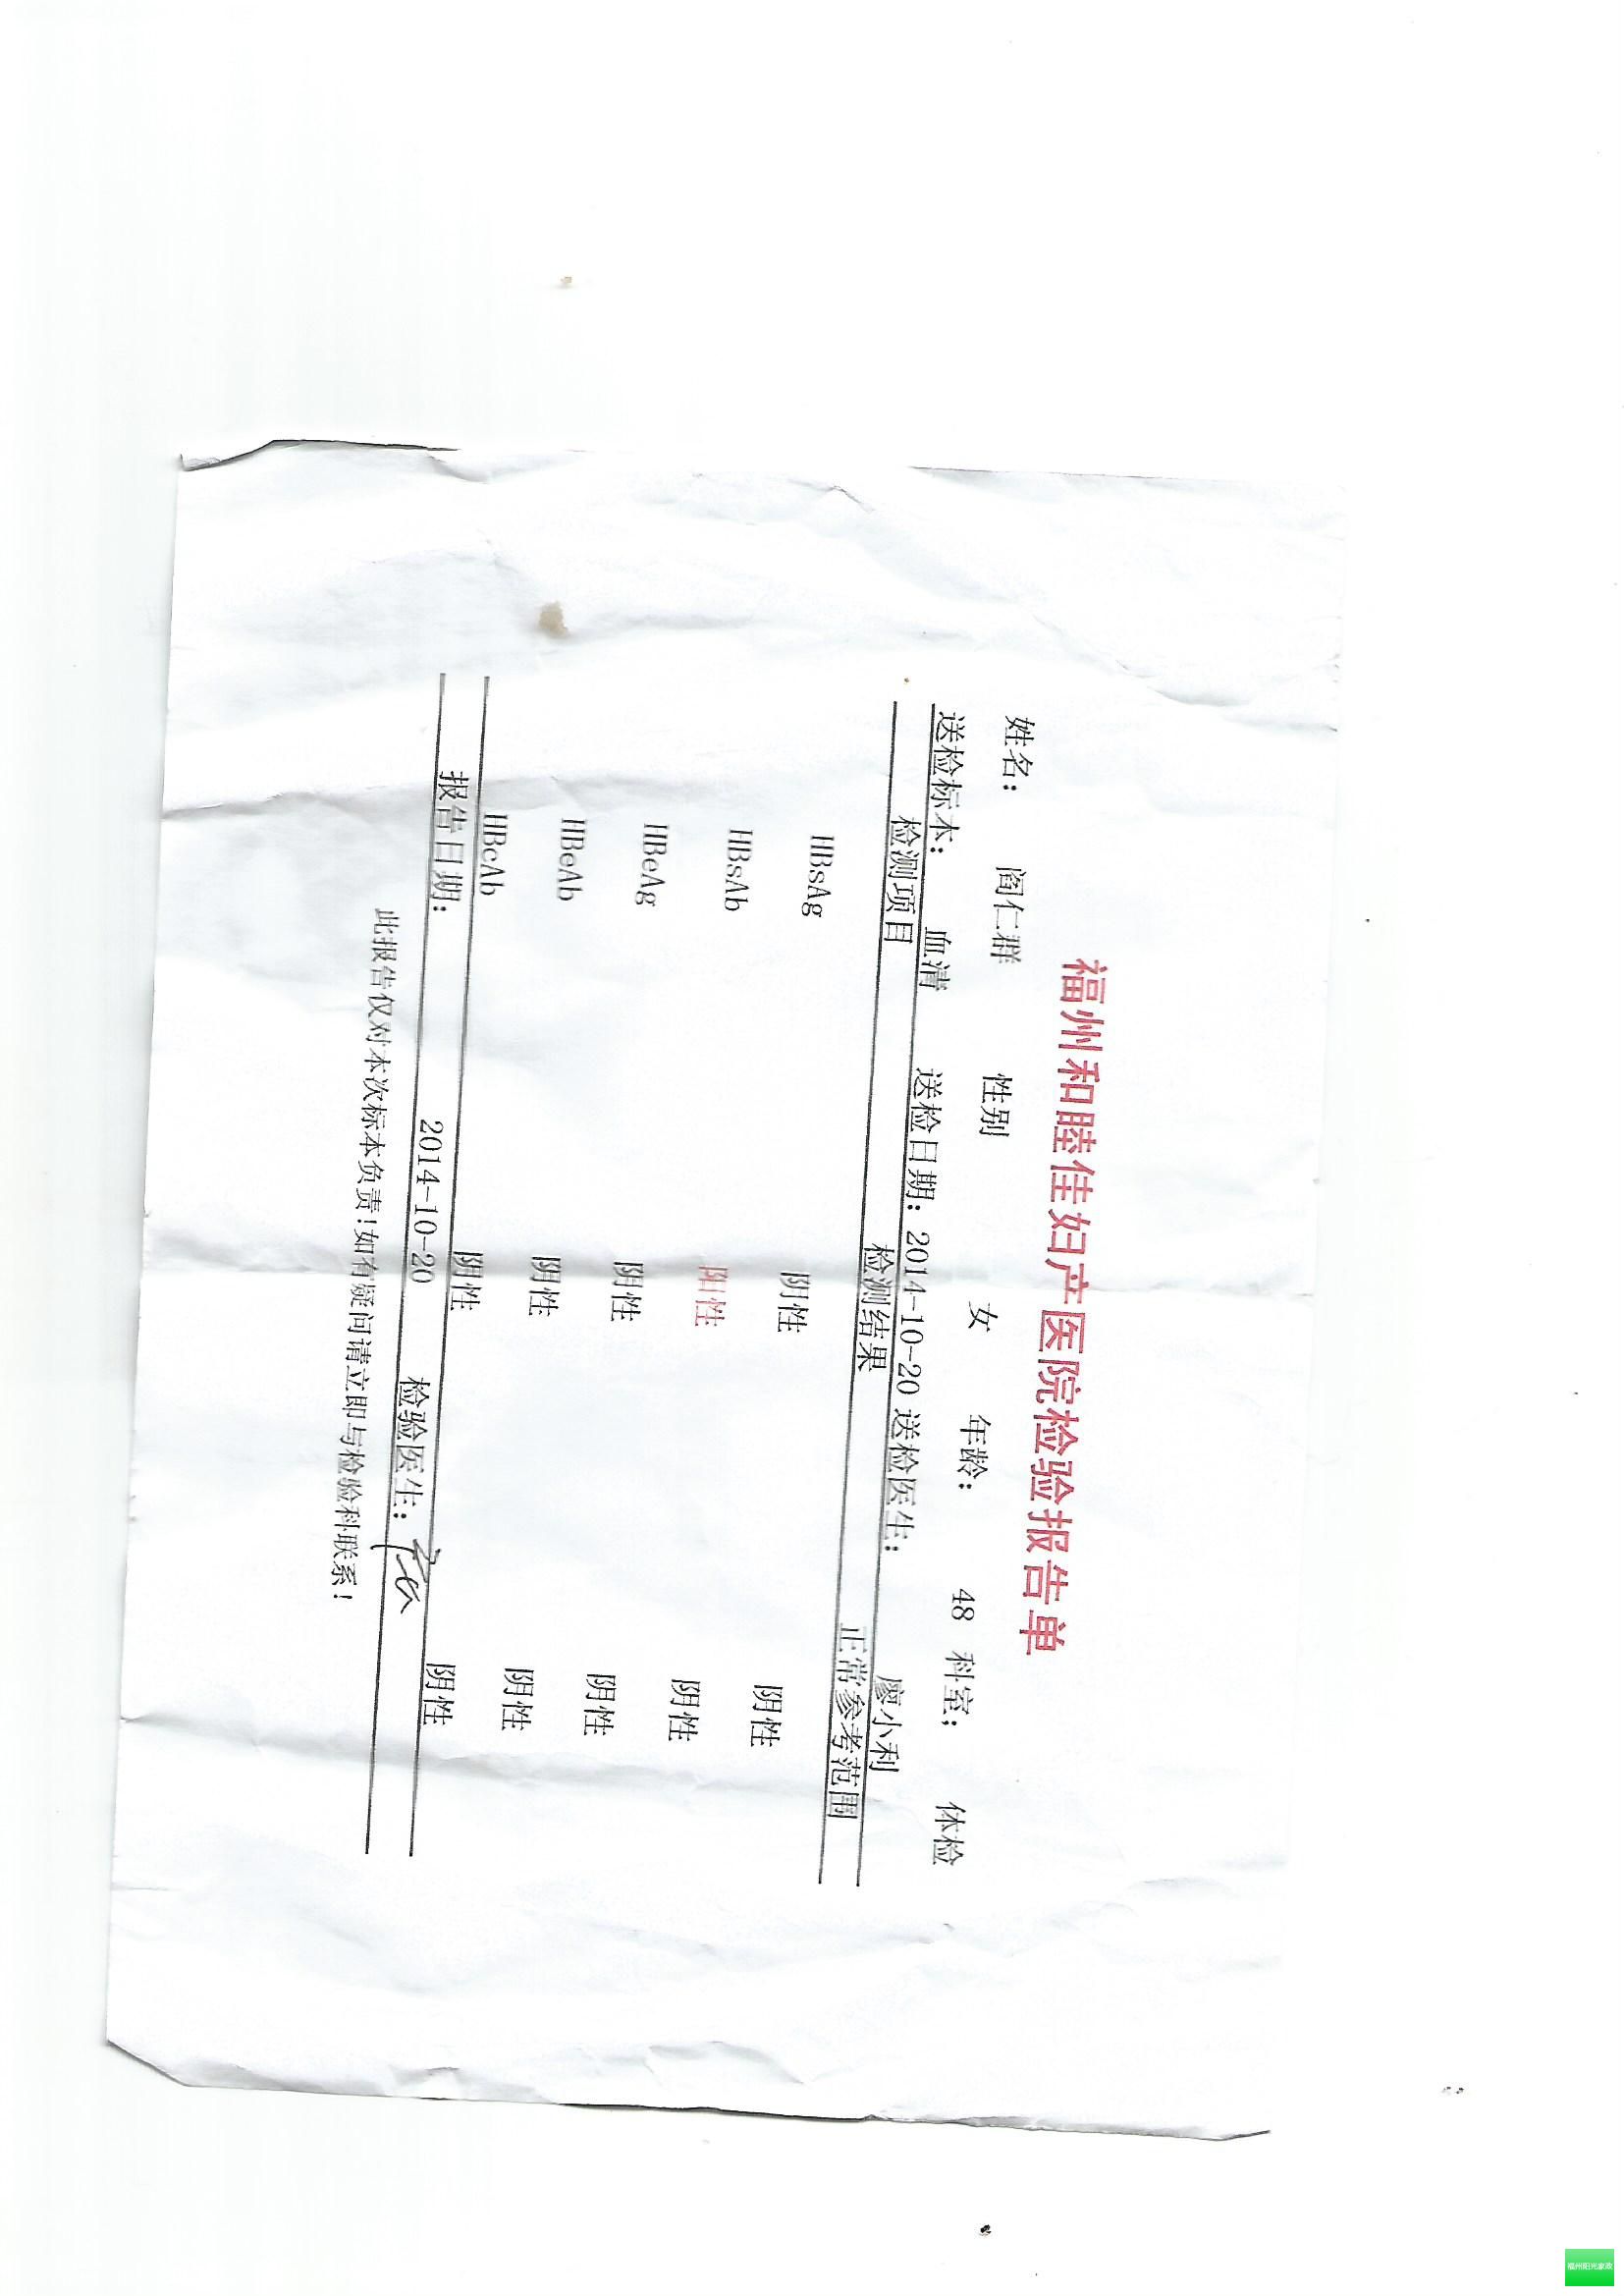 福州和睦佳妇产医院检验报告单
姓名: 阎仁群 性别 女 年龄: 48 科室: 体检
送检标本: 血清 送检日期: 2014-10-20 送检医生: 廖小利
检测项目 检测结果 正常参考范围
HBsAg 阴性 阴性
HBsAb 阳性 阴性
HBeAg 阴性 阴性
HBeAb 阴性 阴性
HBcAb 阴性 阴性
报告日期: 2014-10-20 检验医生:
此报告仅对本次标本负责!如有疑问请立即与检验科联系!
福州阳光家政